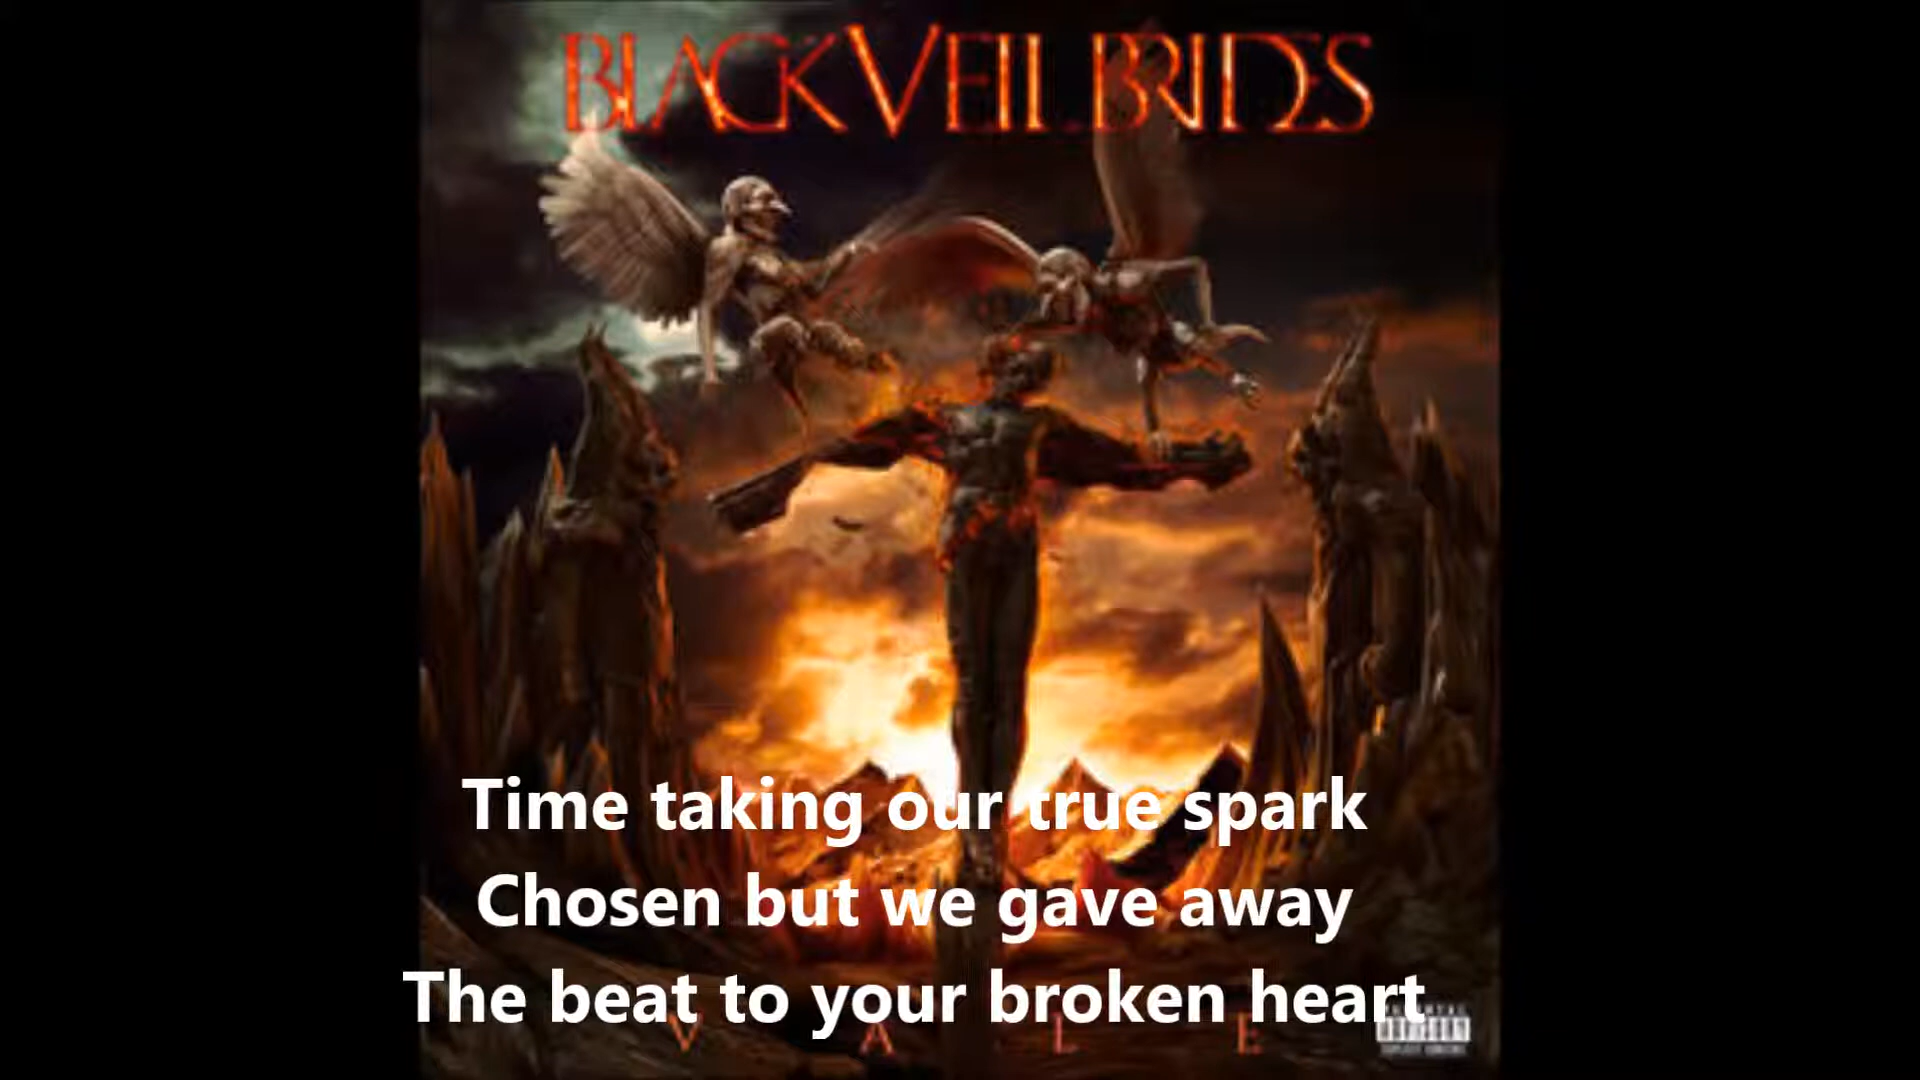 BLACK VEIL BRIDES
Time taking our true spark
Chosen but we gave away
The beat to your broken heart
VALE